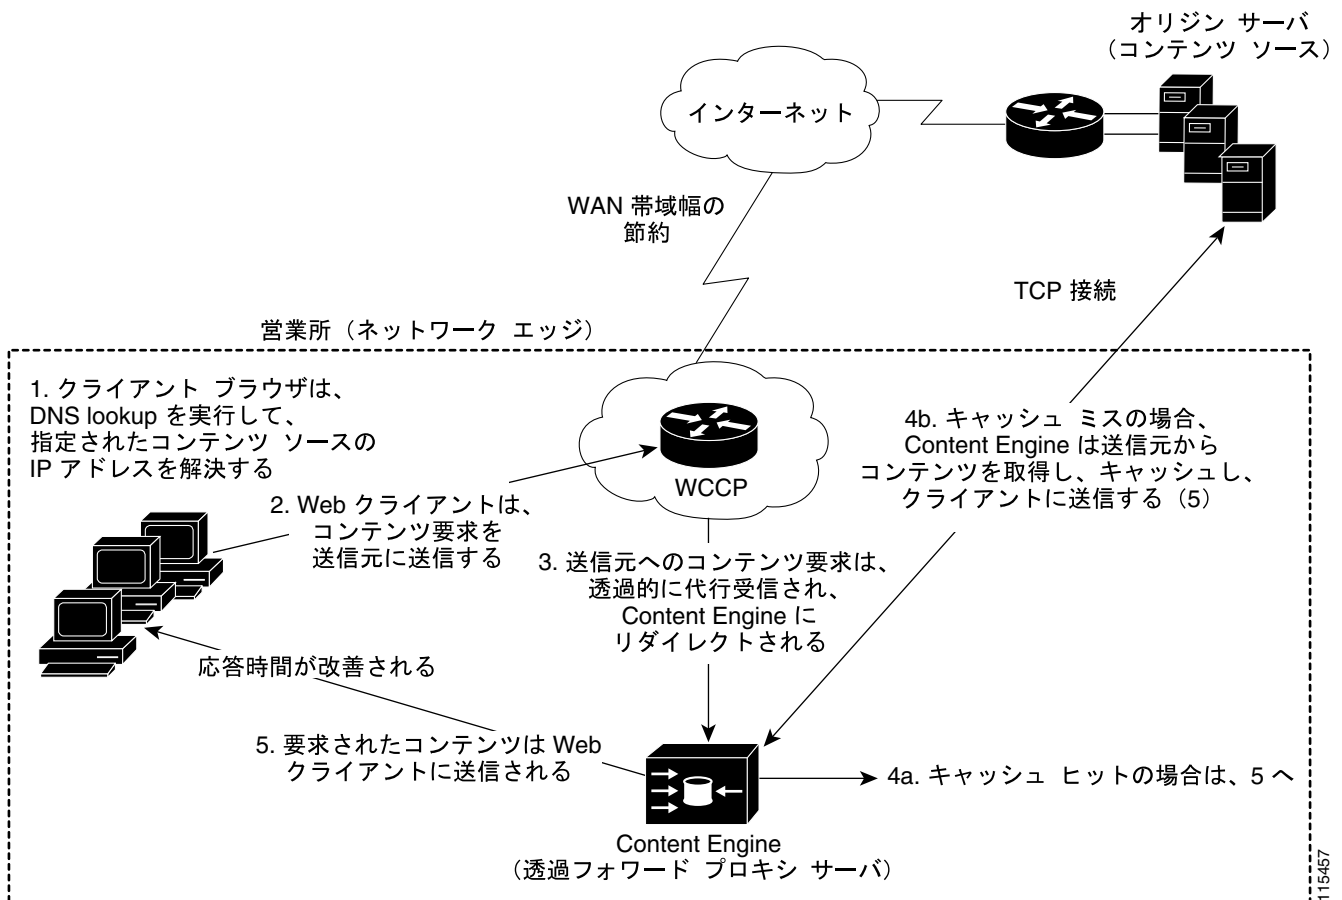 オリジン サーバ
（コンテンツ ソース）
インターネット
WAN 帯域幅の
節約
TCP 接続
営業所（ネットワーク エッジ）
1. クライアント ブラウザは、
DNS lookup を実行して、
指定されたコンテンツ ソースの
IP アドレスを解決する
WCCP
2. Web クライアントは、
コンテンツ要求を
送信元に送信する
3. 送信元へのコンテンツ要求は、
透過的に代行受信され、
Content Engine に
リダイレクトされる
4b. キャッシュ ミスの場合、
Content Engine は送信元から
コンテンツを取得し、キャッシュし、
クライアントに送信する（5）
応答時間が改善される
5. 要求されたコンテンツは Web
クライアントに送信される
4a. キャッシュ ヒットの場合は、5 へ
Content Engine
（透過フォワード プロキシ サーバ）
115457